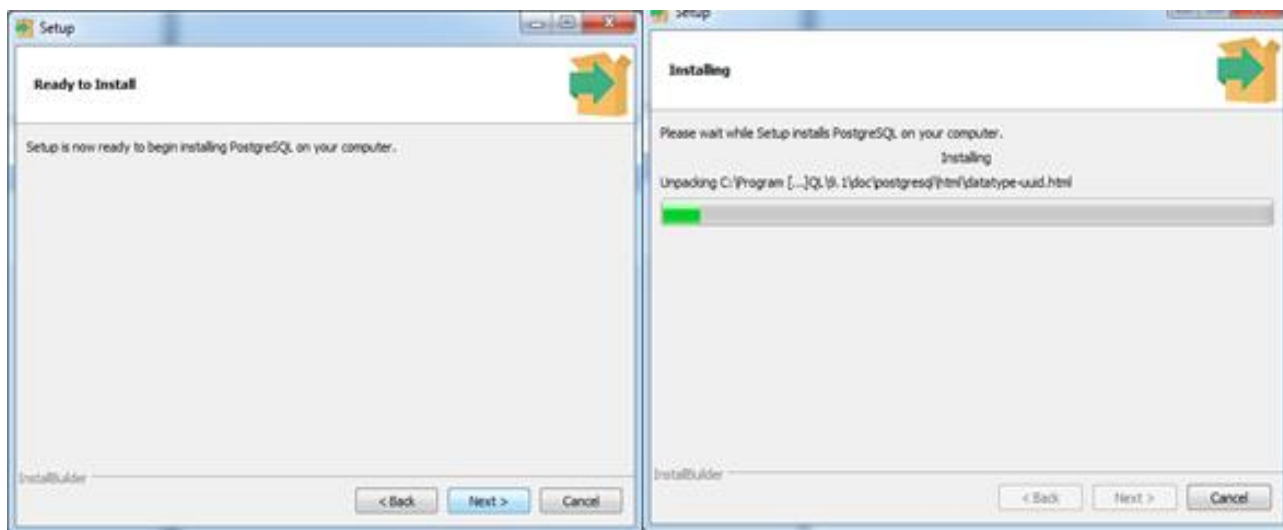 Setup
Ready to Install
Setup is now ready to begin installing PostgreSQL on your computer.
InstallBuilder
< Back
Next >
Cancel
Setup
Installing
Please wait while Setup installs PostgreSQL on your computer.
Installing
Unpacking C:\Program [...]QL\9.1\doc\postgresql\html\datatype-uuid.html
InstallBuilder
< Back
Next >
Cancel